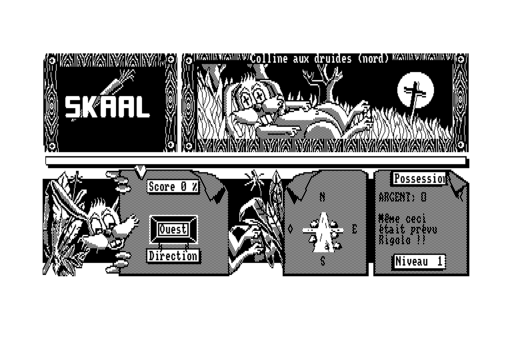 Colline aux druides (nord)
SKAAL
Score 0 %
Ouest
Direction
N
O
E
S
Possession
ARGENT: 0
Même ceci
était prévu
Rigolo !!
Niveau 1